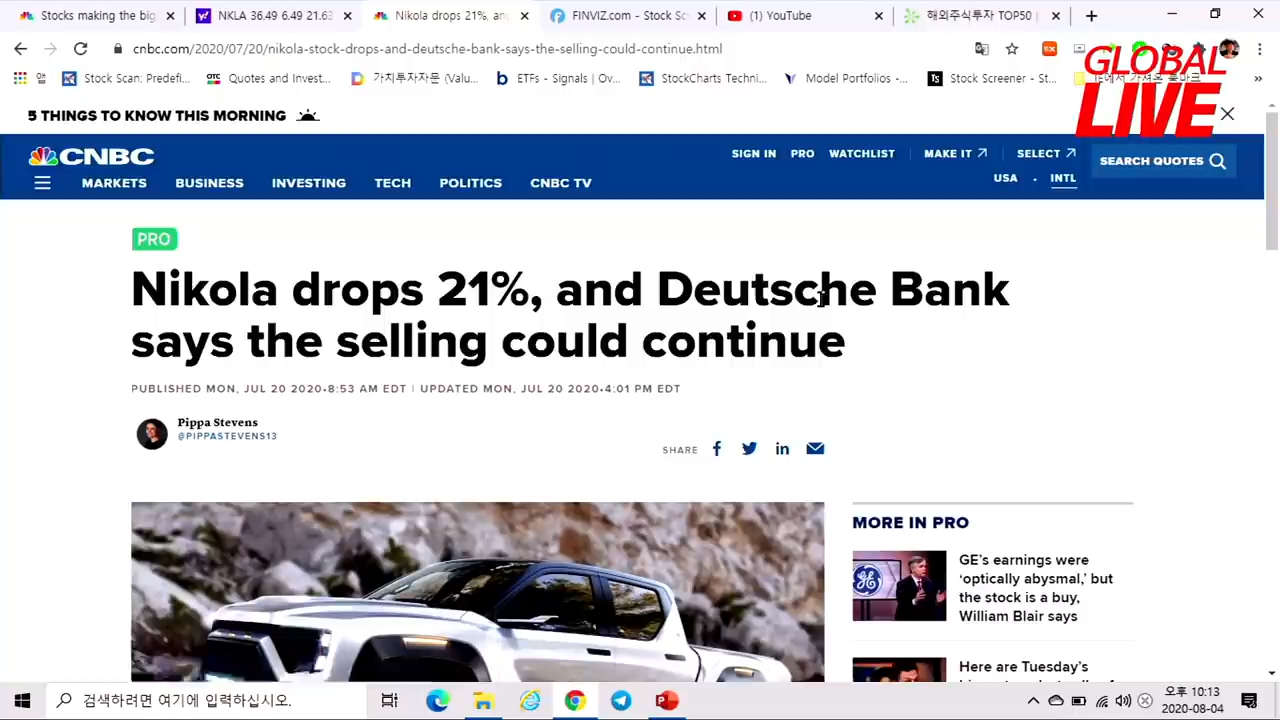 Stocks making the big
NKLA 36.49 6.49 21.63
Nikola drops 21%, an
FINVIZ.com - Stock Sc
(1) YouTube
해외주식투자 TOP50
cnbc.com/2020/07/20/nikola-stock-drops-and-deutsche-bank-says-the-selling-could-continue.html
앱
Stock Scan: Predefi...
Quotes and Invest...
가치투자자문 (Valu...
ETFs - Signals | Ov...
StockCharts Techni...
Model Portfolios -...
Stock Screener - St...
GLOBAL
LIVE
5 THINGS TO KNOW THIS MORNING
CNBC
SIGN IN PRO WATCHLIST MAKE IT SELECT
USA INTL
SEARCH QUOTES
MARKETS BUSINESS INVESTING TECH POLITICS CNBC TV
PRO
Nikola drops 21%, and Deutsche Bank
says the selling could continue
PUBLISHED MON, JUL 20 2020•8:53 AM EDT | UPDATED MON, JUL 20 2020•4:01 PM EDT
Pippa Stevens
@PIPPASTEVENS13
SHARE
MORE IN PRO
GE
GE's earnings were
‘optically abysmal,’ but
the stock is a buy,
William Blair says
Here are Tuesday's
검색하려면 여기에 입력하십시오.
오후 10:13
2020-08-04